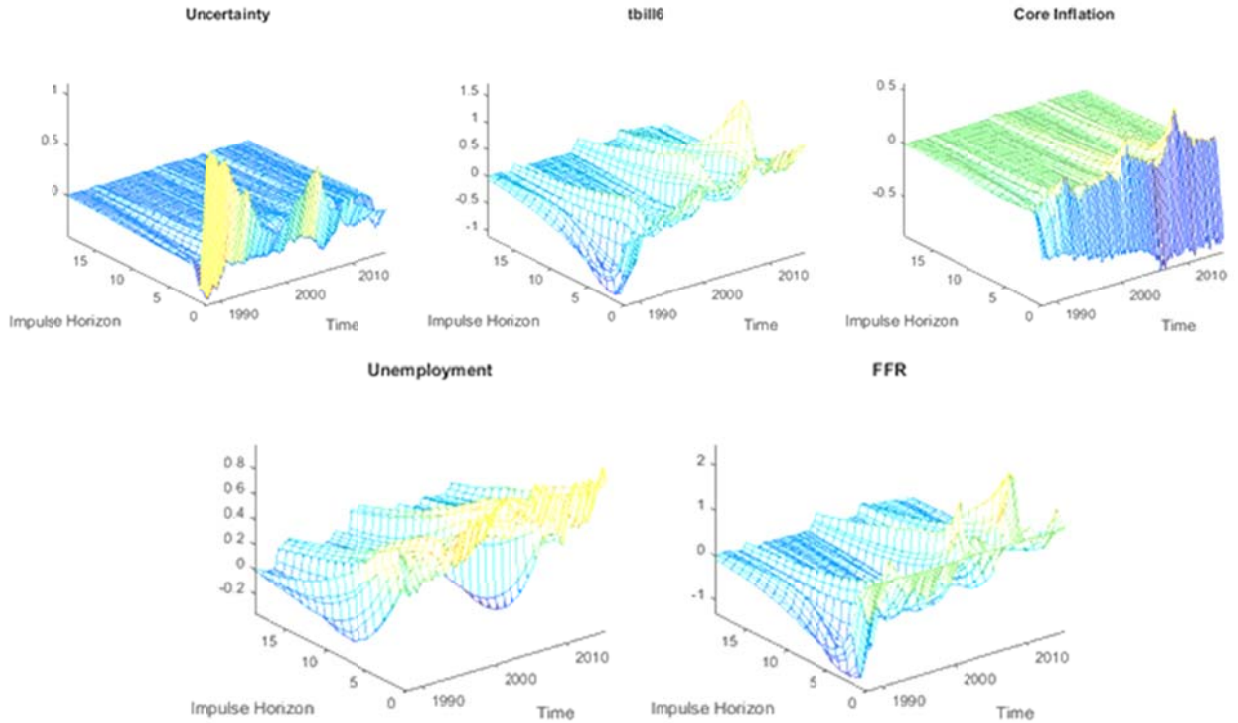 Uncertainty tbill6 Core Inflation
1 1.5 0.5
0.5 1 0
0 0.5 -0.5
0
-0.5
-1
15 10 5 0 1990 2000 2010
15 10 5 0 1990 2000 2010
15 10 5 0 1990 2000 2010
Impulse Horizon Time Impulse Horizon Time Impulse Horizon Time
Unemployment FFR
0.8 2
0.6 1
0.4 0
0.2 -1
0
-0.2
15 10 5 0 1990 2000 2010
15 10 5 0 1990 2000 2010
Impulse Horizon Time Impulse Horizon Time